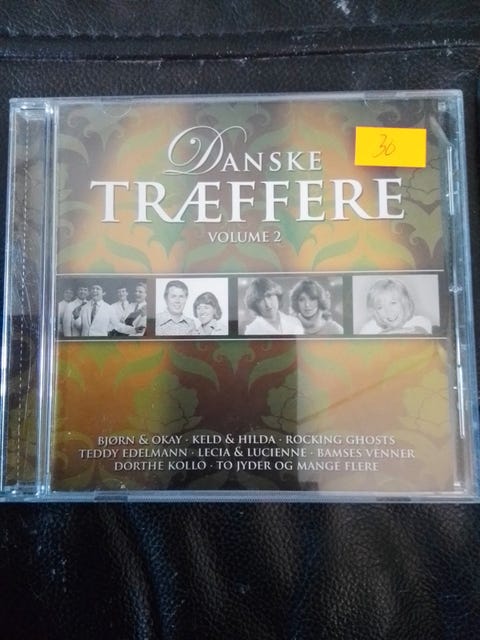 DANSKE
30
TRÆFFERE
VOLUME 2
BJØRN & OKAY · KELD & HILDA · ROCKING GHOSTS
TEDDY EDELMANN · LECIA & LUCIENNE · BAMSES VENNER
DORTHE KOLLO · TO JYDER OG MANGE FLERE